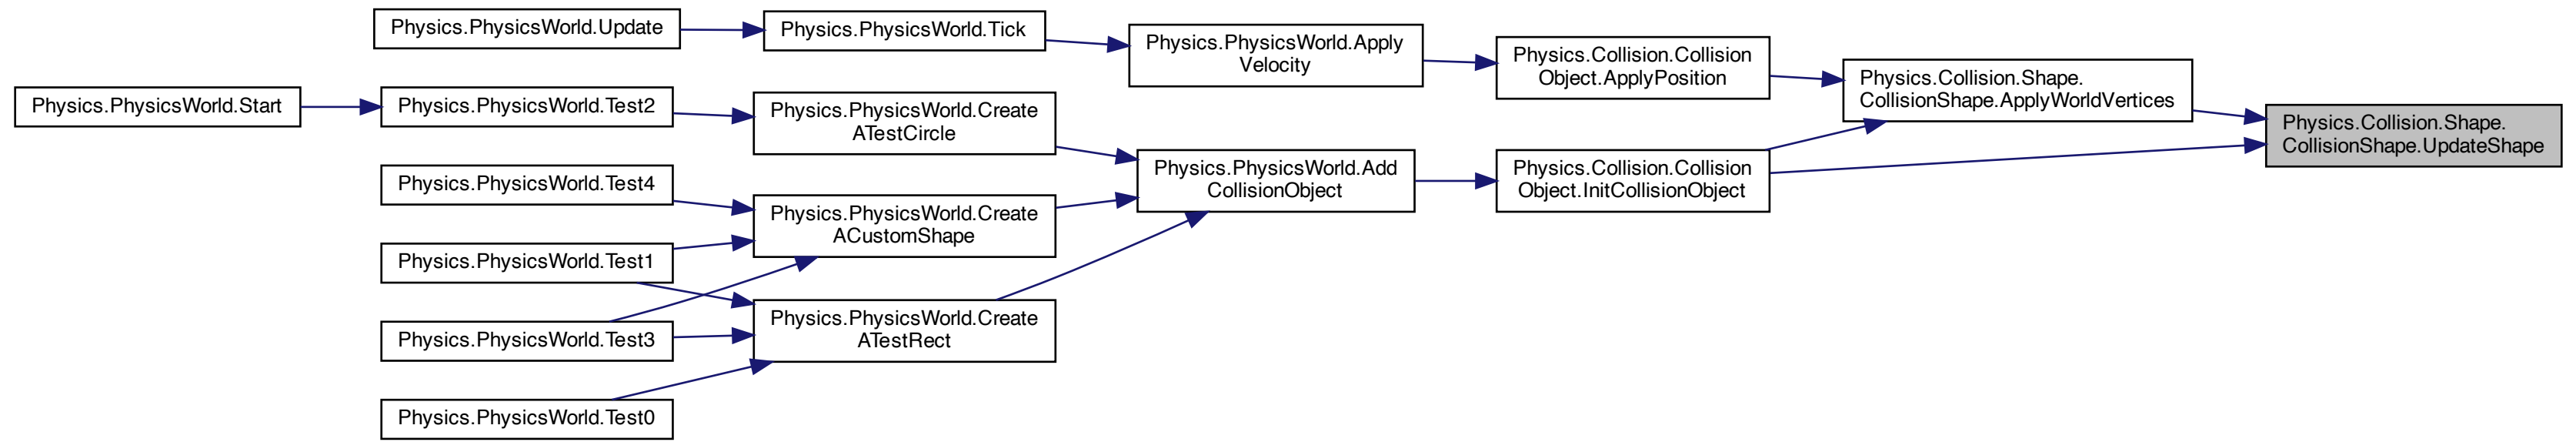 Physics.PhysicsWorld.Update
Physics.PhysicsWorld.Tick
Physics.PhysicsWorld.Apply
Velocity
Physics.Collision.Collision
Object.ApplyPosition
Physics.Collision.Shape.
CollisionShape.ApplyWorldVertices
Physics.Collision.Shape.
CollisionShape.UpdateShape
Physics.PhysicsWorld.Start
Physics.PhysicsWorld.Test2
Physics.PhysicsWorld.Create
ATestCircle
Physics.PhysicsWorld.Add
CollisionObject
Physics.Collision.Collision
Object.InitCollisionObject
Physics.PhysicsWorld.Test4
Physics.PhysicsWorld.Create
ACustomShape
Physics.PhysicsWorld.Test1
Physics.PhysicsWorld.Test3
Physics.PhysicsWorld.Create
ATestRect
Physics.PhysicsWorld.Test0